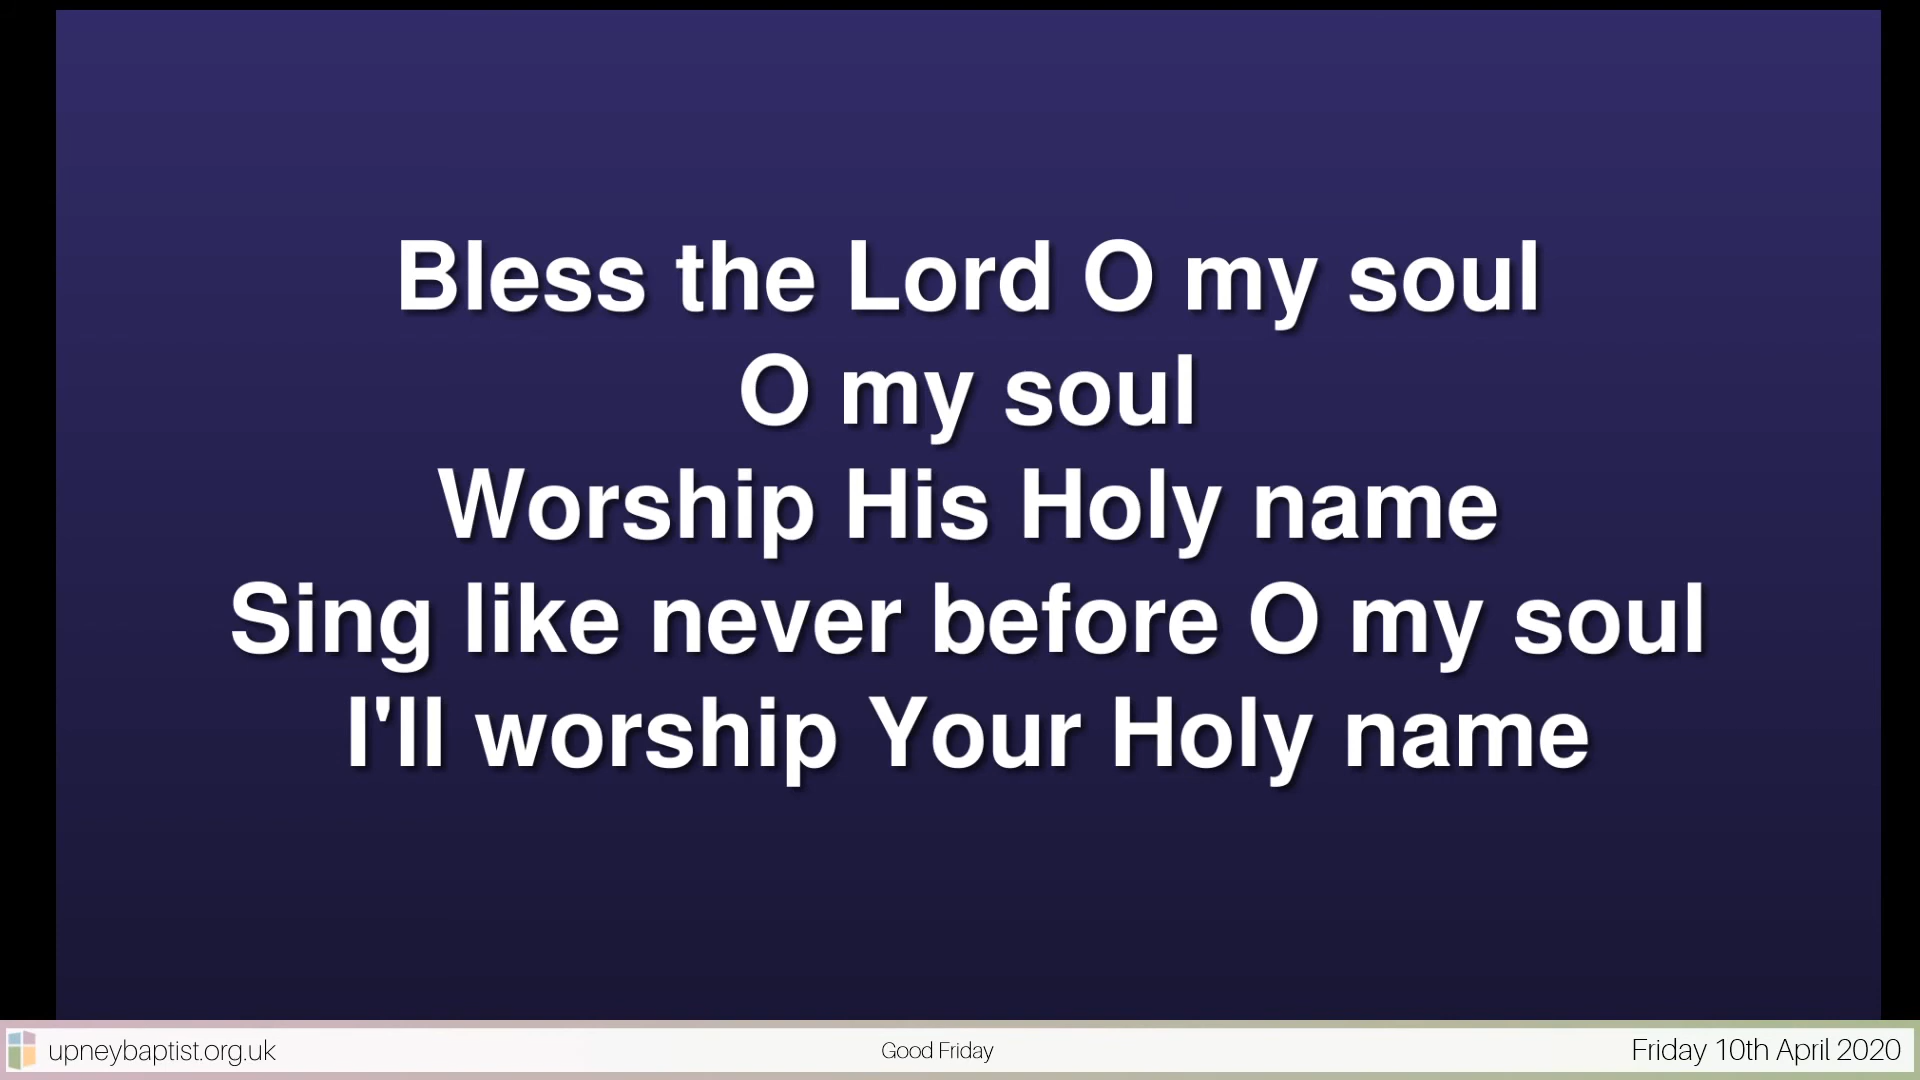 Bless the Lord O my soul
O my soul
Worship His Holy name
Sing like never before O my soul
I'll worship Your Holy name
upneybaptist.org.uk
Good Friday
Friday 10th April 2020